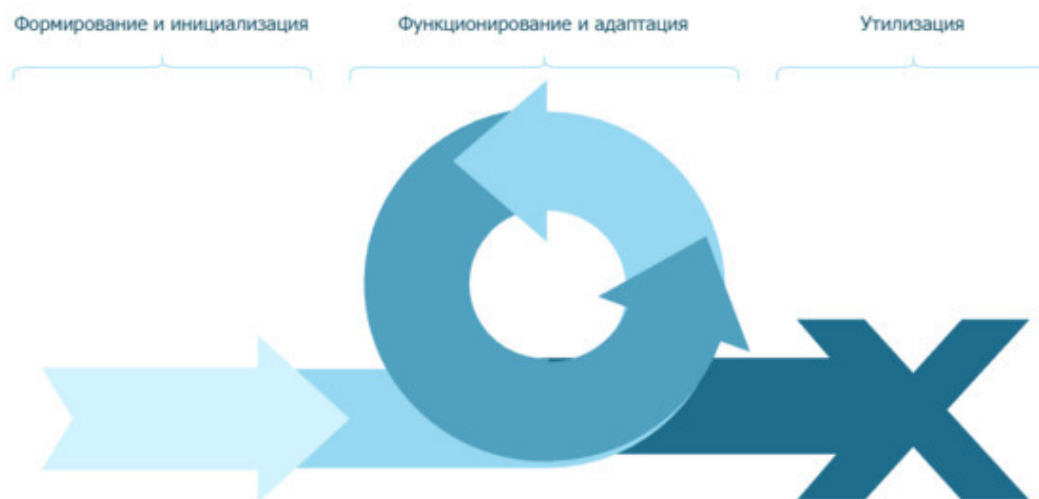 Формирование и инициализация
Функционирование и адаптация
Утилизация